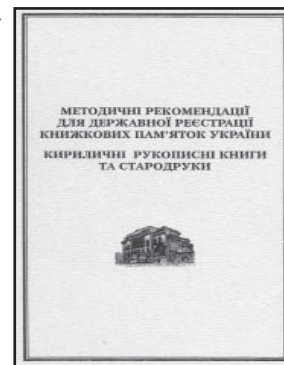 МЕТОДИЧНІ РЕКОМЕНДАЦІЇ
ДЛЯ ДЕРЖАВНОЇ РЕЄСТРАЦІЇ
КНИЖКОВИХ ПАМ'ЯТОК УКРАЇНИ
КИРИЛИЧНІ РУКОПИСНІ КНИГИ
ТА СТАРОДРУКИ